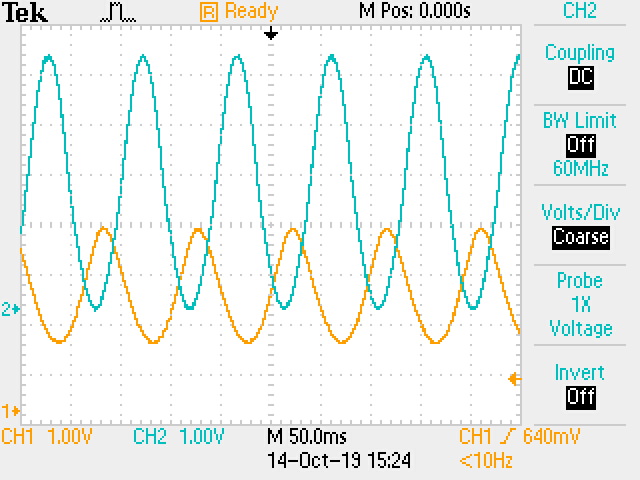 Tek
R Ready
M Pos: 0.000s
CH2
Coupling
DC
BW Limit
Off
60MHz
Volts/Div
Coarse
Probe
1X
Voltage
Invert
Off
2
1
CH1 1.00V
CH2 1.00V
M 50.0ms
CH1 640mV
14-Oct-19 15:24
<10Hz